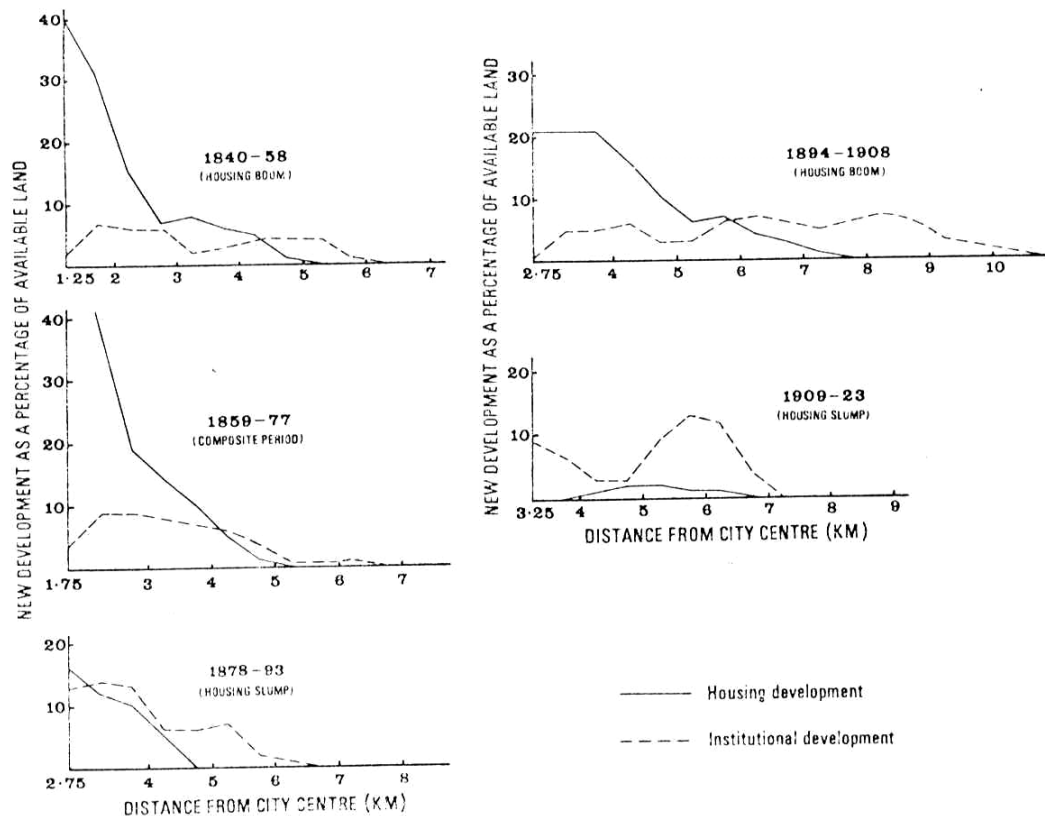 NEW DEVELOPMENT AS A PERCENTAGE OF AVAILABLE LAND
40
30
20
10
1840-58
(HOUSING BOOM)
1·25 2 3 4 5 6 7
40
30
20
10
1859-77
(COMPOSITE PERIOD)
1·75 3 4 5 6 7
20
10
1878-93
(HOUSING SLUMP)
2·75 4 5 6 7 8
DISTANCE FROM CITY CENTRE (KM)
NEW DEVELOPMENT AS A PERCENTAGE OF AVAILABLE LAND
30
20
10
1894-1908
(HOUSING BOOM)
2·75 4 5 6 7 8 9 10
20
10
1909-23
(HOUSING SLUMP)
3·25 4 5 6 7 8 9
DISTANCE FROM CITY CENTRE (KM)
Housing development
Institutional development